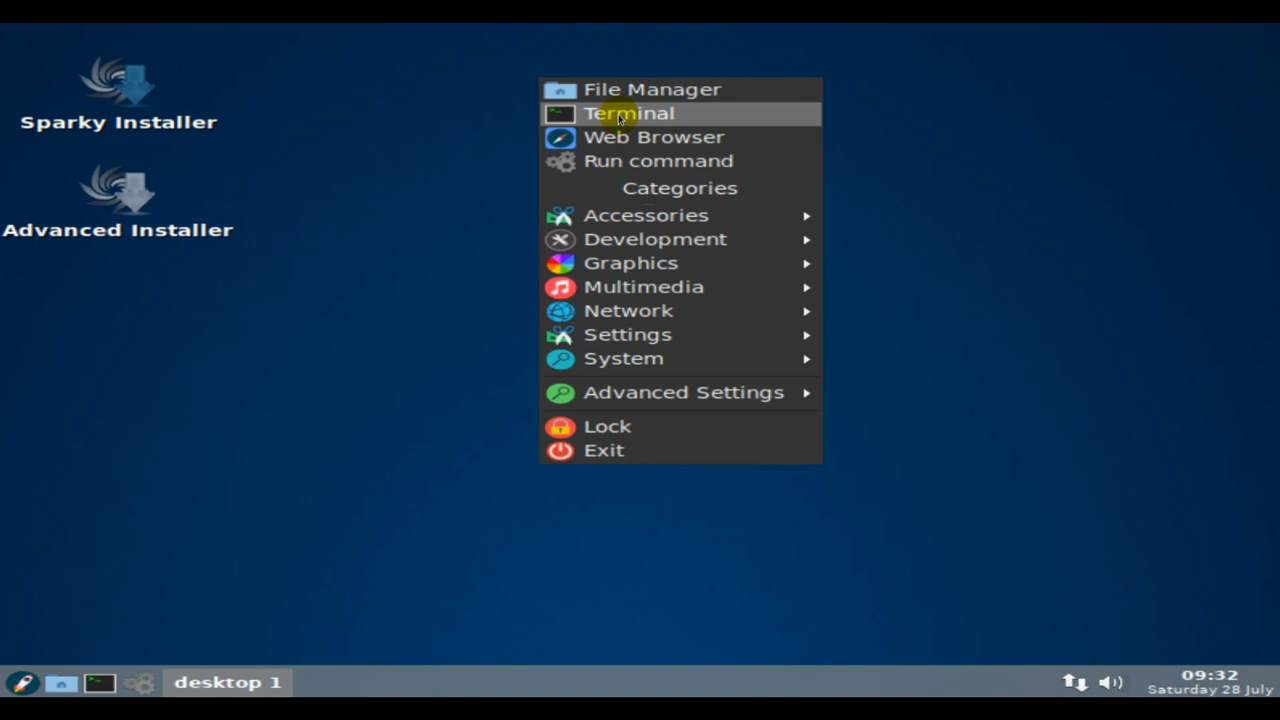 Sparky Installer
Advanced Installer
File Manager
Terminal
Web Browser
Run command
Categories
Accessories
Development
Graphics
Multimedia
Network
Settings
System
Advanced Settings
Lock
Exit
desktop 1
09:32
Saturday 28 July